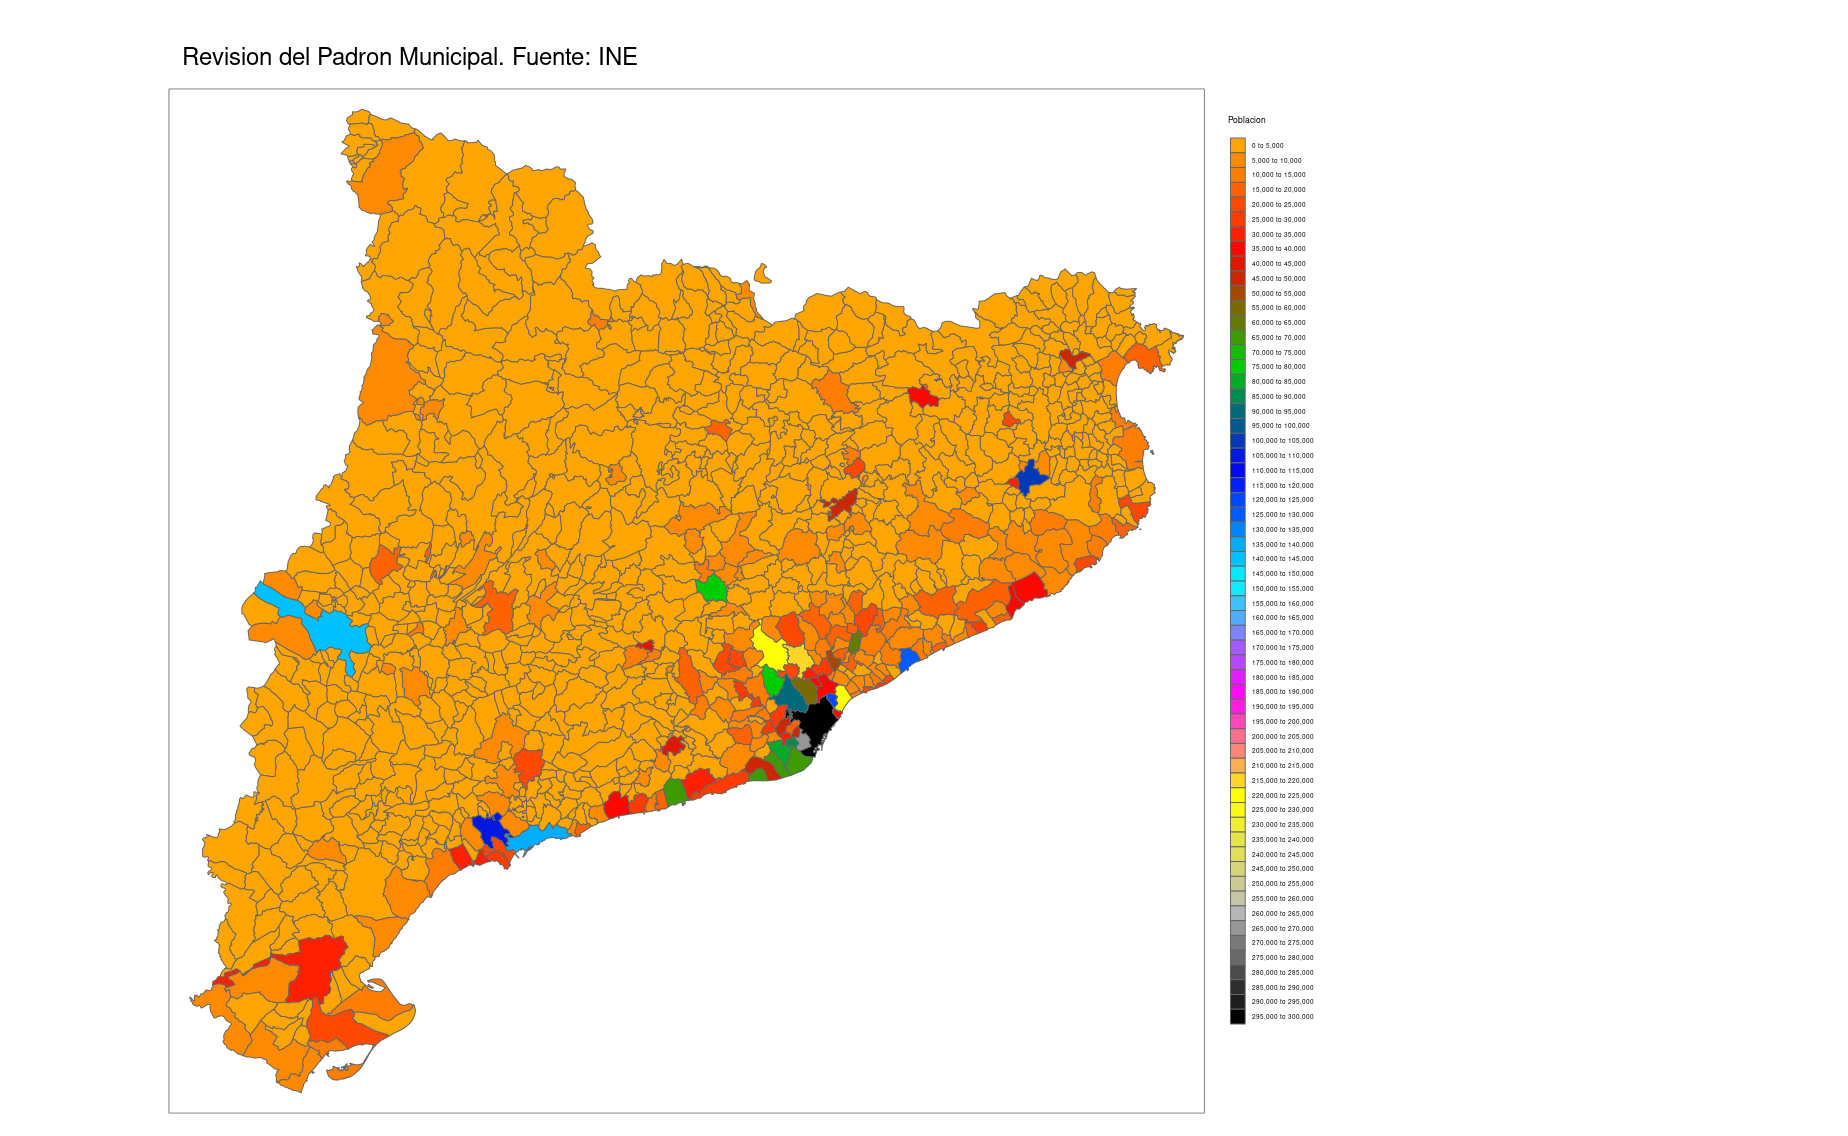 Revision del Padron Municipal. Fuente: INE
Poblacion
0 to 5,000
5,000 to 10,000
10,000 to 15,000
15,000 to 20,000
20,000 to 25,000
25,000 to 30,000
30,000 to 35,000
35,000 to 40,000
40,000 to 45,000
45,000 to 50,000
50,000 to 55,000
55,000 to 60,000
60,000 to 65,000
65,000 to 70,000
70,000 to 75,000
75,000 to 80,000
80,000 to 85,000
85,000 to 90,000
90,000 to 95,000
95,000 to 100,000
100,000 to 105,000
105,000 to 110,000
110,000 to 115,000
115,000 to 120,000
120,000 to 125,000
125,000 to 130,000
130,000 to 135,000
135,000 to 140,000
140,000 to 145,000
145,000 to 150,000
150,000 to 155,000
155,000 to 160,000
160,000 to 165,000
165,000 to 170,000
170,000 to 175,000
175,000 to 180,000
180,000 to 185,000
185,000 to 190,000
190,000 to 195,000
195,000 to 200,000
200,000 to 205,000
205,000 to 210,000
210,000 to 215,000
215,000 to 220,000
220,000 to 225,000
225,000 to 230,000
230,000 to 235,000
235,000 to 240,000
240,000 to 245,000
245,000 to 250,000
250,000 to 255,000
255,000 to 260,000
260,000 to 265,000
265,000 to 270,000
270,000 to 275,000
275,000 to 280,000
280,000 to 285,000
285,000 to 290,000
290,000 to 295,000
295,000 to 300,000